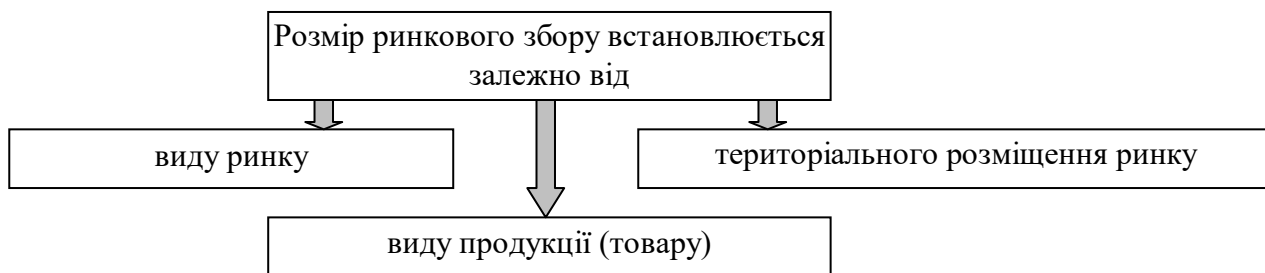 Розмір ринкового збору встановлюється
залежно від
виду ринку
територіального розміщення ринку
виду продукції (товару)